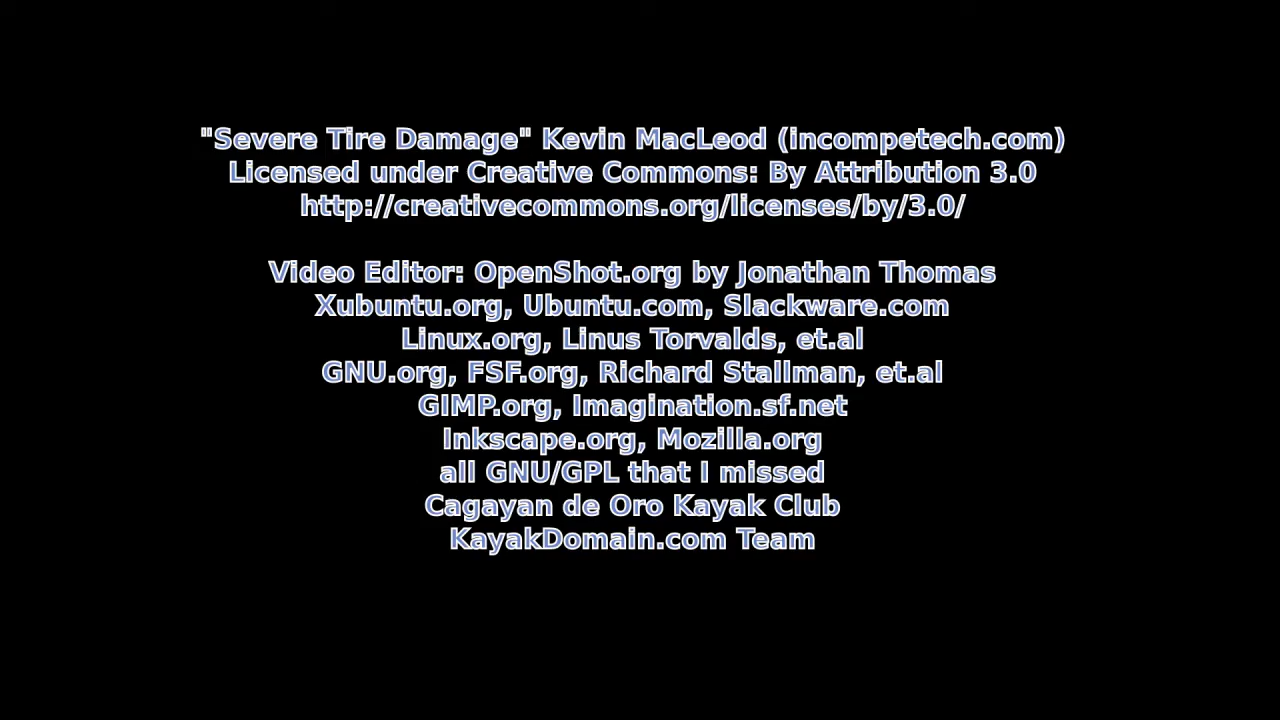 "Severe Tire Damage" Kevin MacLeod (incompetech.com)
Licensed under Creative Commons: By Attribution 3.0
http://creativecommons.org/licenses/by/3.0/
Video Editor: OpenShot.org by Jonathan Thomas
Xubuntu.org, Ubuntu.com, Slackware.com
Linux.org, Linus Torvalds, et.al
GNU.org, FSF.org, Richard Stallman, et.al
GIMP.org, Imagination.sf.net
Inkscape.org, Mozilla.org
all GNU/GPL that I missed
Cagayan de Oro Kayak Club
KayakDomain.com Team